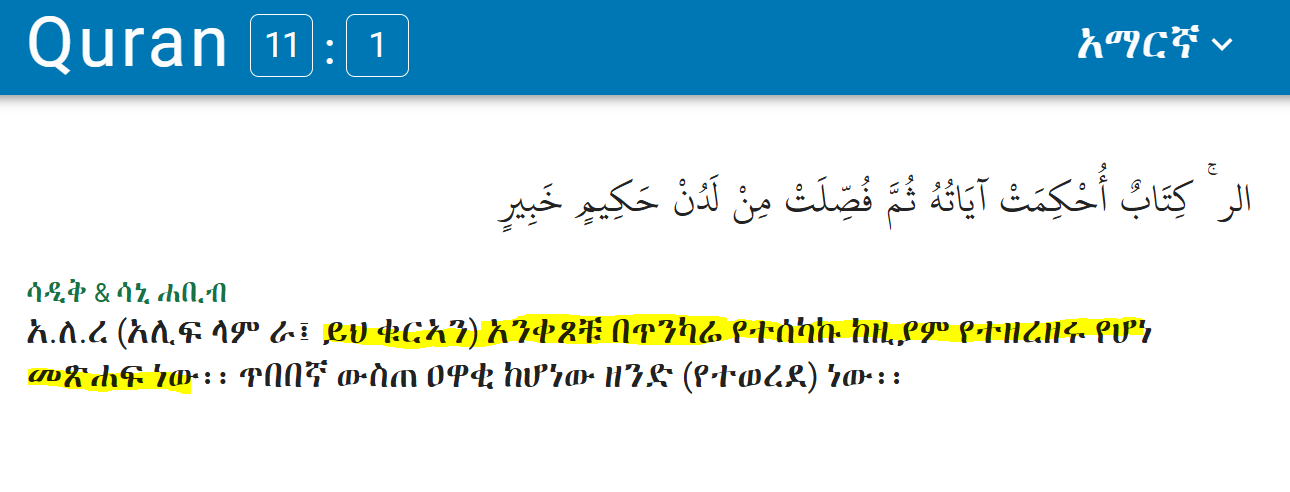 Quran 11 : 1 አማርኛ
الر ۚ كِتَابٌ أُحْكِمَتْ آيَاتُهُ ثُمَّ فُصِّلَتْ مِنْ لَدُنْ حَكِيمٍ خَبِيرٍ
ሳዲቅ & ሳኒ ሐቢብ
አ.ለ.ረ (አሊፍ ላም ራ፤ ይህ ቁርኣን) አንቀጾቹ በጥንካሬ የተሰካኩ ከዚያም የተዘረዘሩ የሆነ
መጽሐፍ ነው፡፡ ጥበበኛ ውስጠ ዐዋቂ ከሆነው ዘንድ (የተወረደ) ነው፡፡